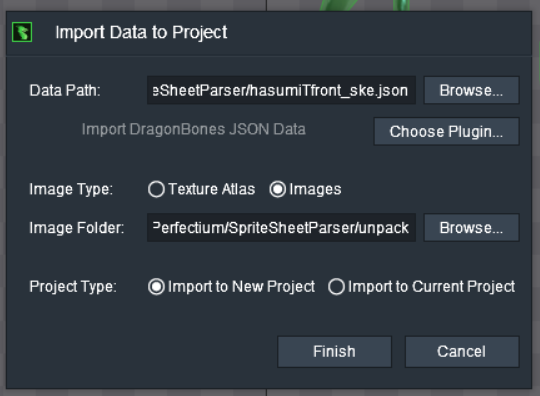 Import Data to Project
Data Path: eSheetParser/hasumiTfront_ske.json Browse...
Import DragonBones JSON Data Choose Plugin...
Image Type: Texture Atlas Images
Image Folder: Perfectium/SpriteSheetParser/unpack Browse...
Project Type: Import to New Project Import to Current Project
Finish Cancel